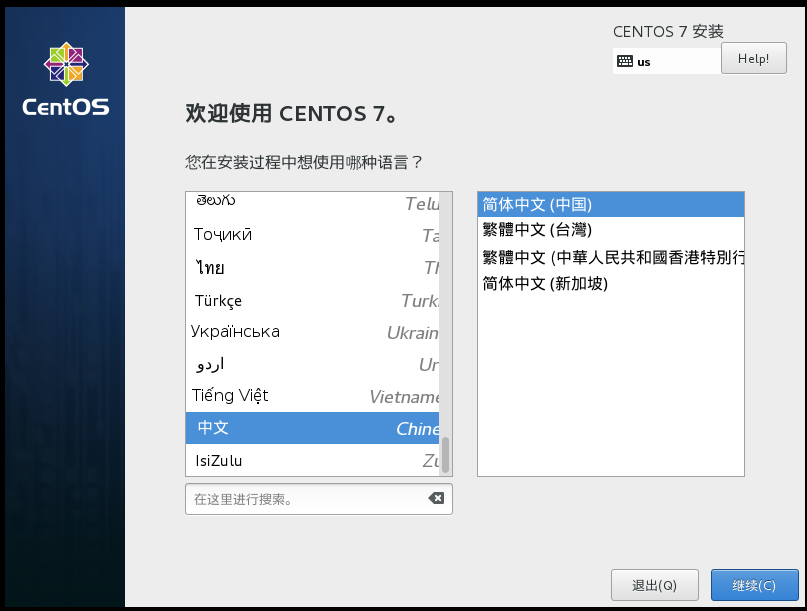 CENTOS 7 安装
us
Help!
CentOS
欢迎使用 CENTOS 7。
您在安装过程中想使用哪种语言？
తెలుగు Telu
Тоҷикӣ Ta
ไทย Th
Türkçe Turk
Українська Ukrain
اردو Ur
Tiếng Việt Vietname
中文 Chine
IsiZulu Zu
在这里进行搜索。
简体中文 (中国)
繁體中文 (台灣)
繁體中文 (中華人民共和國香港特別行
简体中文 (新加坡)
退出(Q)
继续(C)